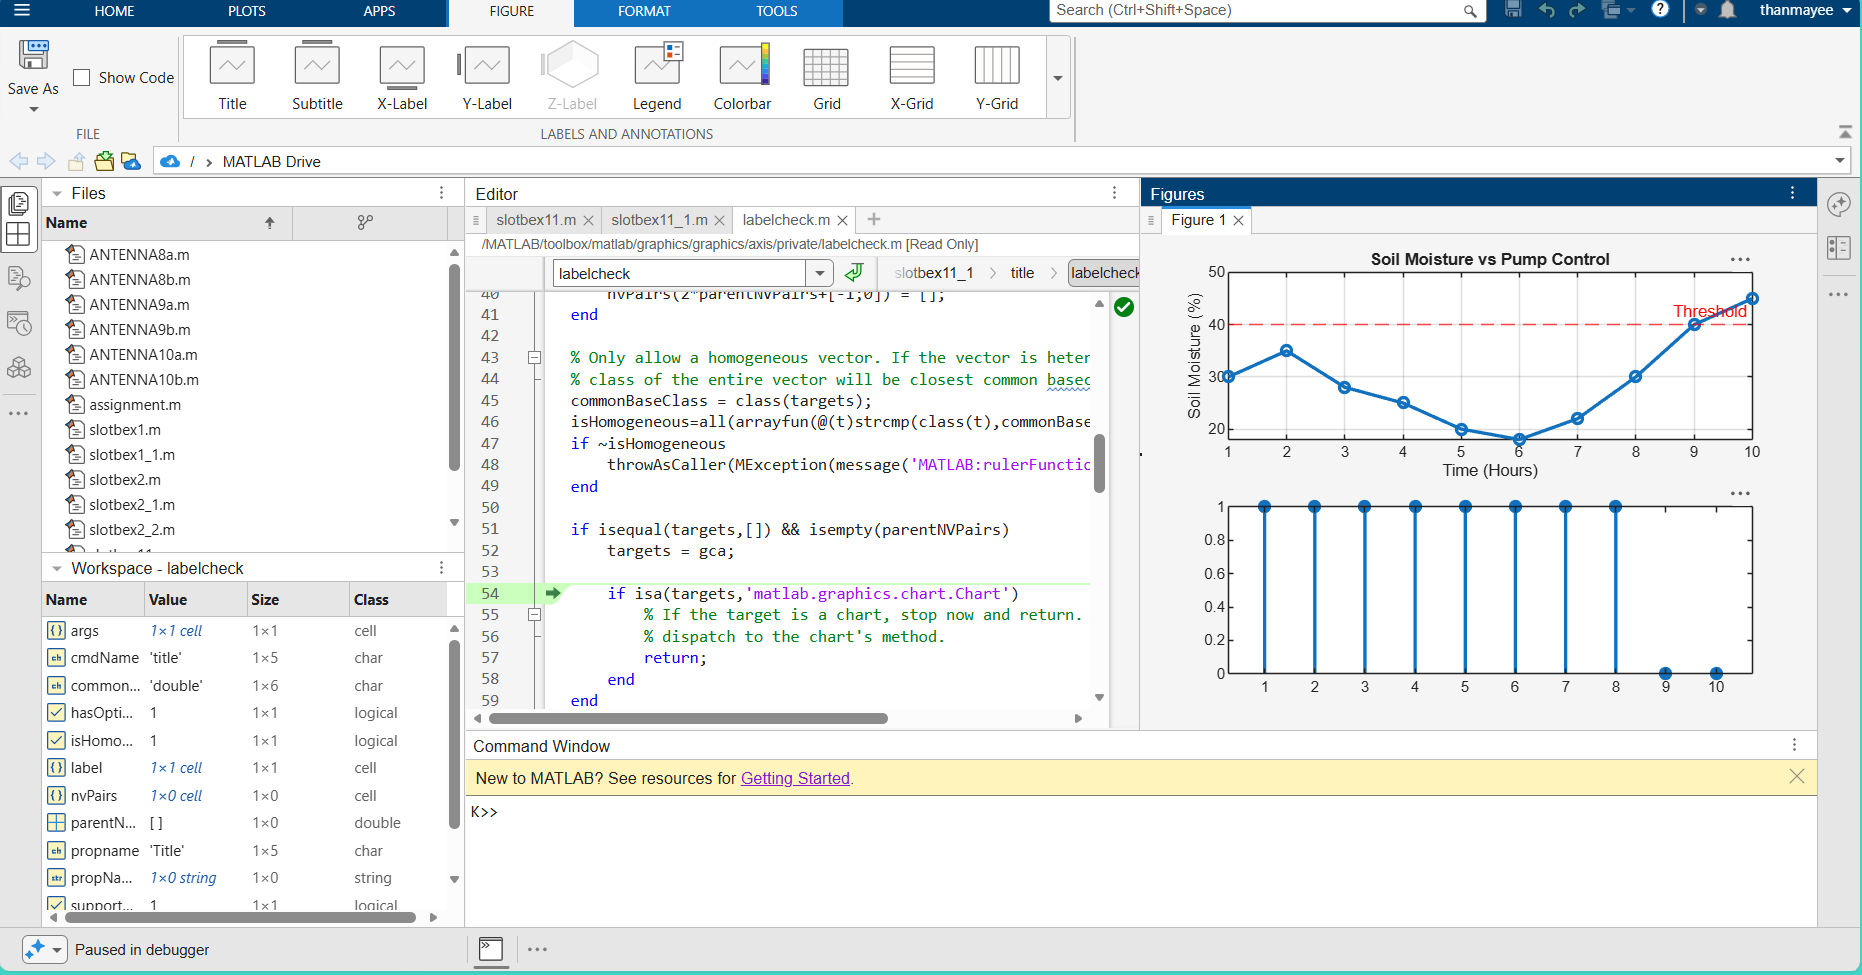 HOME PLOTS APPS FIGURE FORMAT TOOLS Search (Ctrl+Shift+Space) thanmayee
Save As
Show Code
Title Subtitle X-Label Y-Label Z-Label Legend Colorbar Grid X-Grid Y-Grid
FILE LABELS AND ANNOTATIONS
/ > MATLAB Drive
Files
Name
ANTENNA8a.m
ANTENNA8b.m
ANTENNA9a.m
ANTENNA9b.m
ANTENNA10a.m
ANTENNA10b.m
assignment.m
slotbex1.m
slotbex1_1.m
slotbex2.m
slotbex2_1.m
slotbex2_2.m
Workspace - labelcheck
Name Value Size Class
args 1×1 cell 1×1 cell
cmdName 'title' 1×5 char
common... 'double' 1×6 char
hasOpti... 1 1×1 logical
isHomo... 1 1×1 logical
label 1×1 cell 1×1 cell
nvPairs 1×0 cell 1×0 cell
parentN... [ ] 1×0 double
propname 'Title' 1×5 char
propNa... 1×0 string 1×0 string
support... 1 1×1 logical
Editor
slotbex11.m slotbex11_1.m labelcheck.m
/MATLAB/toolbox/matlab/graphics/graphics/axis/private/labelcheck.m [Read Only]
labelcheck slotbex11_1 > title > labelcheck
40 nvPairs(2*parentNVPairs+[-1;0]) = [];
41 end
42
43 % Only allow a homogeneous vector. If the vector is heter
44 % class of the entire vector will be closest common based
45 commonBaseClass = class(targets);
46 isHomogeneous=all(arrayfun(@(t)strcmp(class(t),commonBase
47 if ~isHomogeneous
48 throwAsCaller(MException(message('MATLAB:rulerFunctio
49 end
50
51 if isequal(targets,[]) && isempty(parentNVPairs)
52 targets = gca;
53
54 if isa(targets,'matlab.graphics.chart.Chart')
55 % If the target is a chart, stop now and return.
56 % dispatch to the chart's method.
57 return;
58 end
59 end
Figures
Figure 1
Soil Moisture vs Pump Control
Soil Moisture (%)
50
40
30
20
Threshold
1 2 3 4 5 6 7 8 9 10
Time (Hours)
1
0.8
0.6
0.4
0.2
0
1 2 3 4 5 6 7 8 9 10
Command Window
New to MATLAB? See resources for Getting Started.
K>>
Paused in debugger